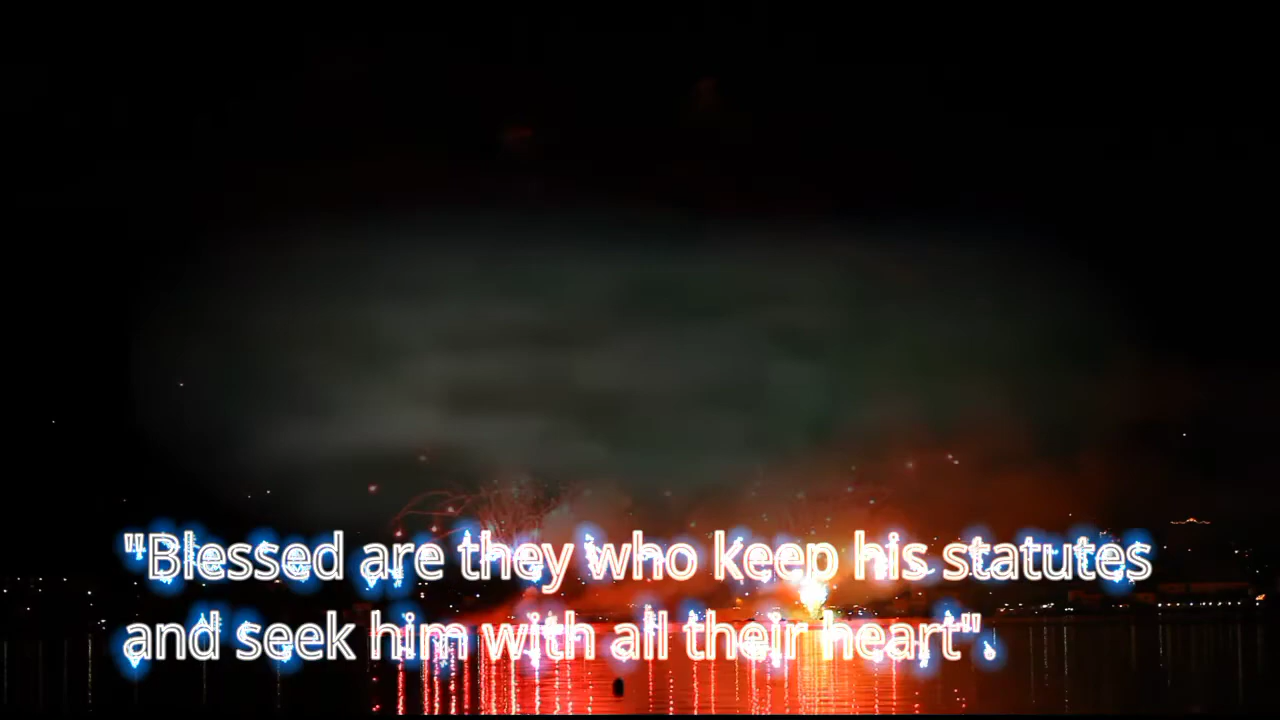 "Blessed are they who keep his statutes
and seek him with all their heart".